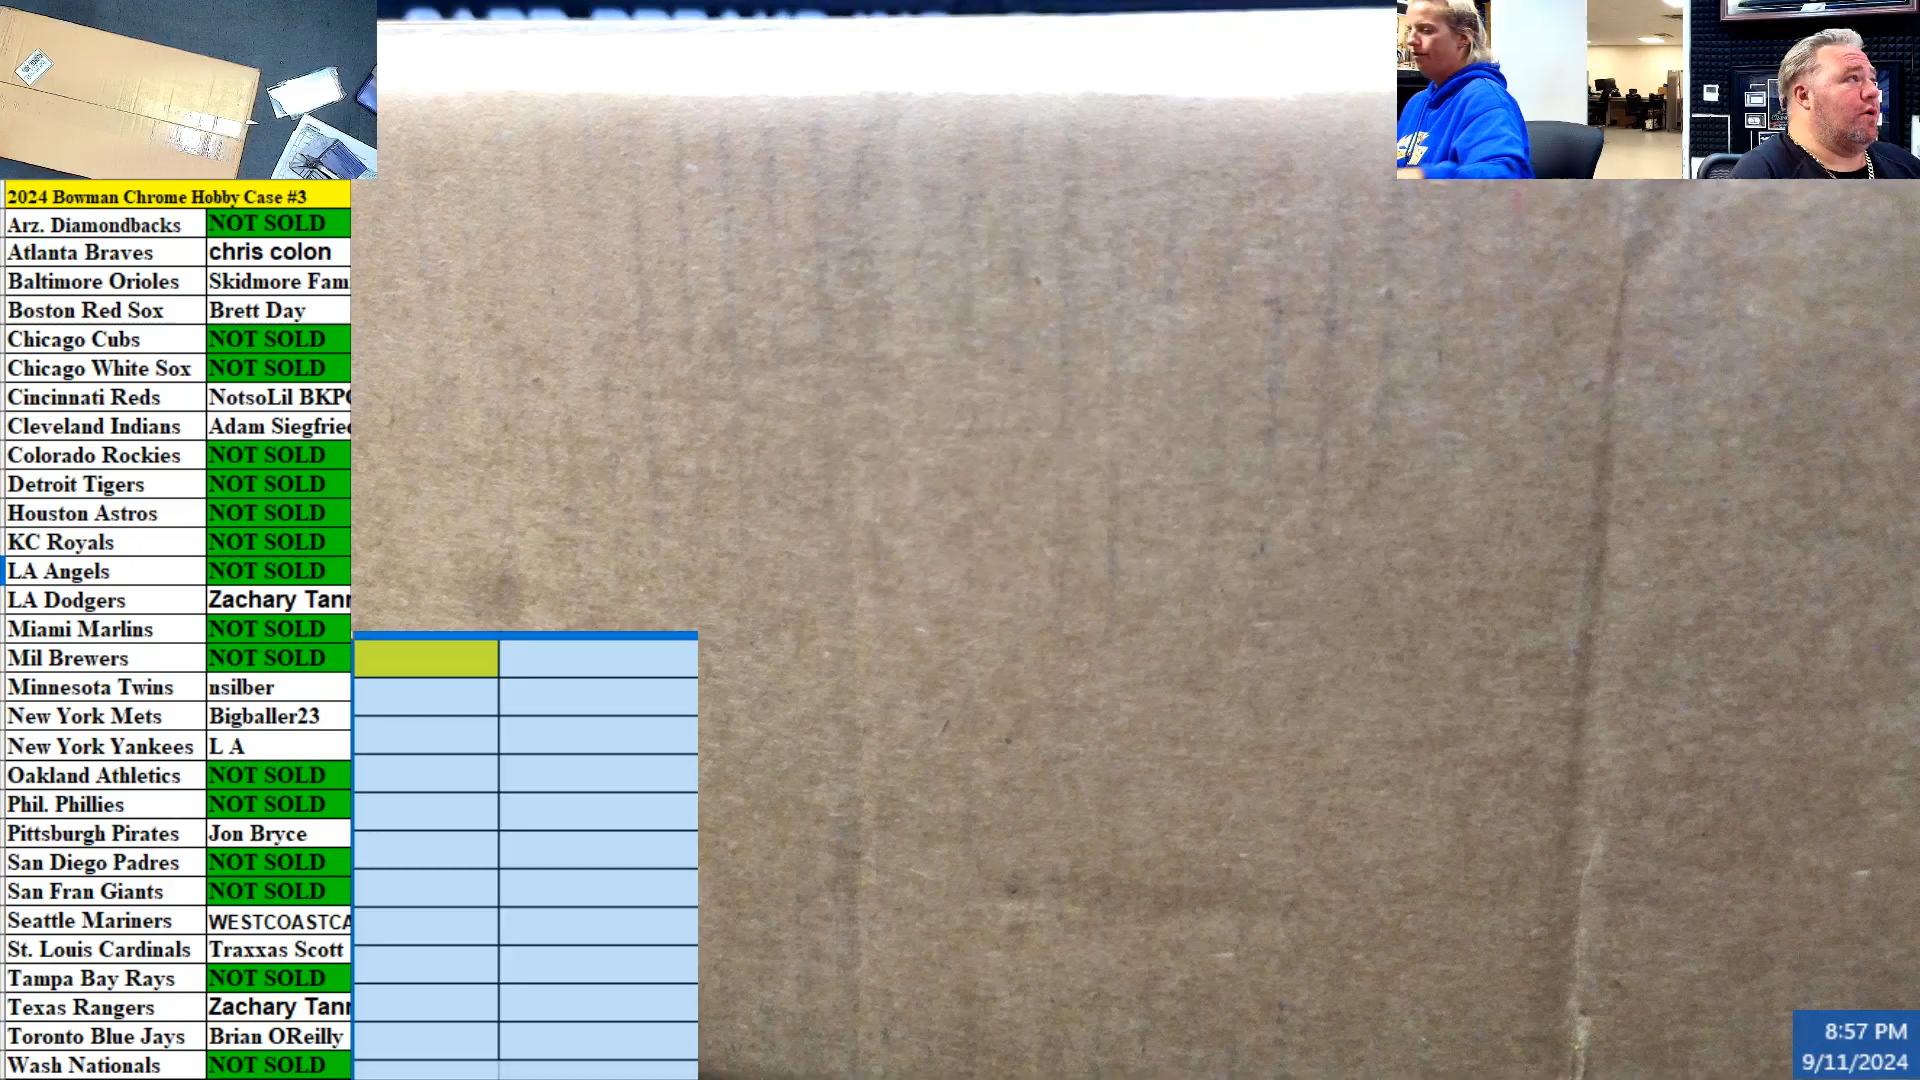 2024 Bowman Chrome Hobby Case #3
Arz. Diamondbacks NOT SOLD
Atlanta Braves chris colon
Baltimore Orioles Skidmore Fam
Boston Red Sox Brett Day
Chicago Cubs NOT SOLD
Chicago White Sox NOT SOLD
Cincinnati Reds NotsoLil BKP
Cleveland Indians Adam Siegfried
Colorado Rockies NOT SOLD
Detroit Tigers NOT SOLD
Houston Astros NOT SOLD
KC Royals NOT SOLD
LA Angels NOT SOLD
LA Dodgers Zachary Tann
Miami Marlins NOT SOLD
Mil Brewers NOT SOLD
Minnesota Twins nsilber
New York Mets Bigballer23
New York Yankees L A
Oakland Athletics NOT SOLD
Phil. Phillies NOT SOLD
Pittsburgh Pirates Jon Bryce
San Diego Padres NOT SOLD
San Fran Giants NOT SOLD
Seattle Mariners WESTCOASTCA
St. Louis Cardinals Traxxas Scott
Tampa Bay Rays NOT SOLD
Texas Rangers Zachary Tann
Toronto Blue Jays Brian OReilly
Wash Nationals NOT SOLD
8:57 PM
9/11/2024